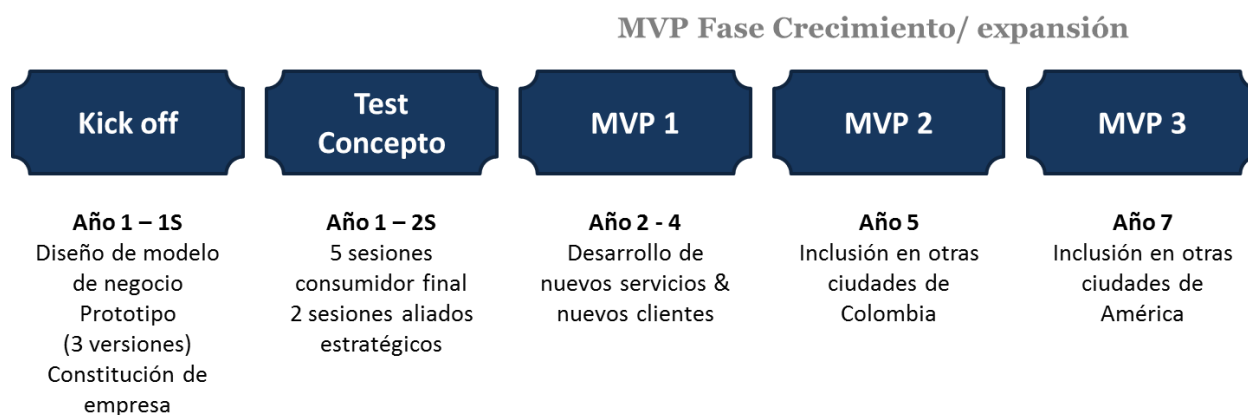 MVP Fase Crecimiento/ expansión
Kick off
Test
Concepto
MVP 1
MVP 2
MVP 3
Año 1 – 1S
Diseño de modelo
de negocio
Prototipo
(3 versiones)
Constitución de
empresa
Año 1 – 2S
5 sesiones
consumidor final
2 sesiones aliados
estratégicos
Año 2 - 4
Desarrollo de
nuevos servicios &
nuevos clientes
Año 5
Inclusión en otras
ciudades de
Colombia
Año 7
Inclusión en otras
ciudades de
América